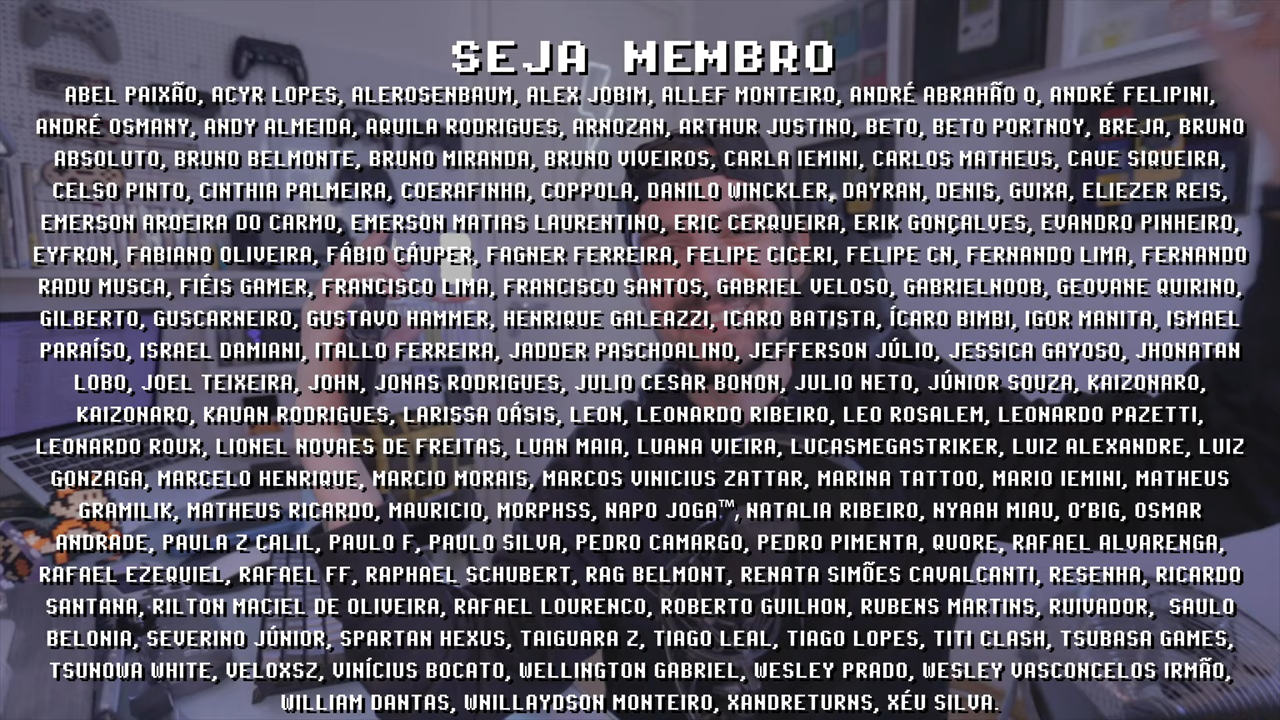 SEJA MEMBRO
ABEL PAIXÃO, ACYR LOPES, ALEROSENBAUM, ALEX JOBIM, ALLEF MONTEIRO, ANDRÉ ABRAHÃO O, ANDRÉ FELIPINI,
ANDRÉ OSMANY, ANDY ALMEIDA, AQUILA RODRIGUES, ARNOZAN, ARTHUR JUSTINO, BETO, BETO PORTNOY, BREJA, BRUNO
ABSOLUTO, BRUNO BELMONTE, BRUNO MIRANDA, BRUNO VIVEIROS, CARLA IEMINI, CARLOS MATHEUS, CAUE SIQUEIRA,
CELSO PINTO, CINTHIA PALMEIRA, COERAFINHA, COPPOLA, DANILO WINCKLER, DAYRAN, DENIS, GUIXA, ELIEZER REIS,
EMERSON AROEIRA DO CARMO, EMERSON MATIAS LAURENTINO, ERIC CERQUEIRA, ERIK GONÇALVES, EVANDRO PINHEIRO,
EYFRON, FABIANO OLIVEIRA, FÁBIO CÁUPER, FAGNER FERREIRA, FELIPE CICERI, FELIPE CN, FERNANDO LIMA, FERNANDO
RADU MUSCA, FIÉIS GAMER, FRANCISCO LIMA, FRANCISCO SANTOS, GABRIEL VELOSO, GABRIELNOOB, GEOVANE QUIRINO,
GILBERTO, GUSCARNEIRO, GUSTAVO HAMMER, HENRIQUE GALEAZZI, ICARO BATISTA, ÍCARO BIMBI, IGOR MANITA, ISMAEL
PARAÍSO, ISRAEL DAMIANI, ITALLO FERREIRA, JADDER PASCHOALINO, JEFFERSON JÚLIO, JESSICA GAYOSO, JHONATAN
LOBO, JOEL TEIXEIRA, JOHN, JONAS RODRIGUES, JULIO CESAR BONON, JULIO NETO, JÚNIOR SOUZA, KAIZONARO,
KAIZONARO, KAUAN RODRIGUES, LARISSA OÁSIS, LEON, LEONARDO RIBEIRO, LEO ROSALEM, LEONARDO PAZETTI,
LEONARDO ROUX, LIONEL NOVAES DE FREITAS, LUAN MAIA, LUANA VIEIRA, LUCASMEGASTRIKER, LUIZ ALEXANDRE, LUIZ
GONZAGA, MARCELO HENRIQUE, MARCIO MORAIS, MARCOS VINICIUS ZATTAR, MARINA TATTOO, MARIO IEMINI, MATHEUS
GRAMILIK, MATHEUS RICARDO, MAURICIO, MORPHSS, NAPO JOGA™, NATALIA RIBEIRO, NYAAH MIAU, O'BIG, OSMAR
ANDRADE, PAULA Z CALIL, PAULO F, PAULO SILVA, PEDRO CAMARGO, PEDRO PIMENTA, QUORE, RAFAEL ALVARENGA,
RAFAEL EZEQUIEL, RAFAEL FF, RAPHAEL SCHUBERT, RAG BELMONT, RENATA SIMÕES CAVALCANTI, RESENHA, RICARDO
SANTANA, RILTON MACIEL DE OLIVEIRA, RAFAEL LOURENCO, ROBERTO GUILHON, RUBENS MARTINS, RUIVADOR, SAULO
BELONIA, SEVERINO JÚNIOR, SPARTAN HEXUS, TAIGUARA Z, TIAGO LEAL, TIAGO LOPES, TITI CLASH, TSUBASA GAMES,
TSUNOWA WHITE, VELOXSZ, VINÍCIUS BOCATO, WELLINGTON GABRIEL, WESLEY PRADO, WESLEY VASCONCELOS IRMÃO,
WILLIAM DANTAS, WNILLAYDSON MONTEIRO, XANDRETURNS, XÉU SILVA.